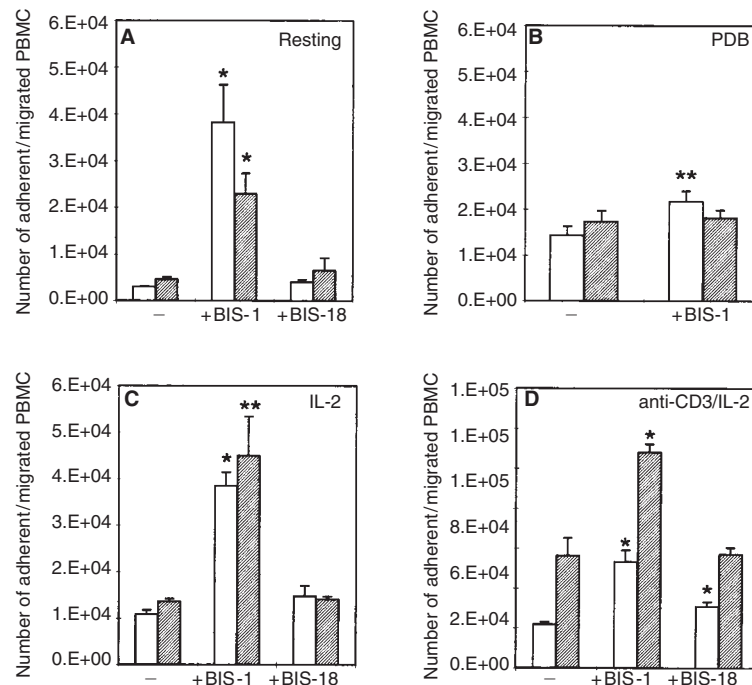 A
Resting
Number of adherent/migrated PBMC
6.E+04
5.E+04
4.E+04
3.E+04
2.E+04
1.E+04
0.E+00
*
*
– +BIS-1 +BIS-18
B
PDB
Number of adherent/migrated PBMC
6.E+04
5.E+04
4.E+04
3.E+04
2.E+04
1.E+04
0.E+00
**
– +BIS-1
C
IL-2
Number of adherent/migrated PBMC
6.E+04
5.E+04
4.E+04
3.E+04
2.E+04
1.E+04
0.E+00
*
**
– +BIS-1 +BIS-18
D
anti-CD3/IL-2
Number of adherent/migrated PBMC
1.E+05
1.E+05
1.E+05
8.E+04
6.E+04
4.E+04
2.E+04
0.E+00
*
*
*
– +BIS-1 +BIS-18